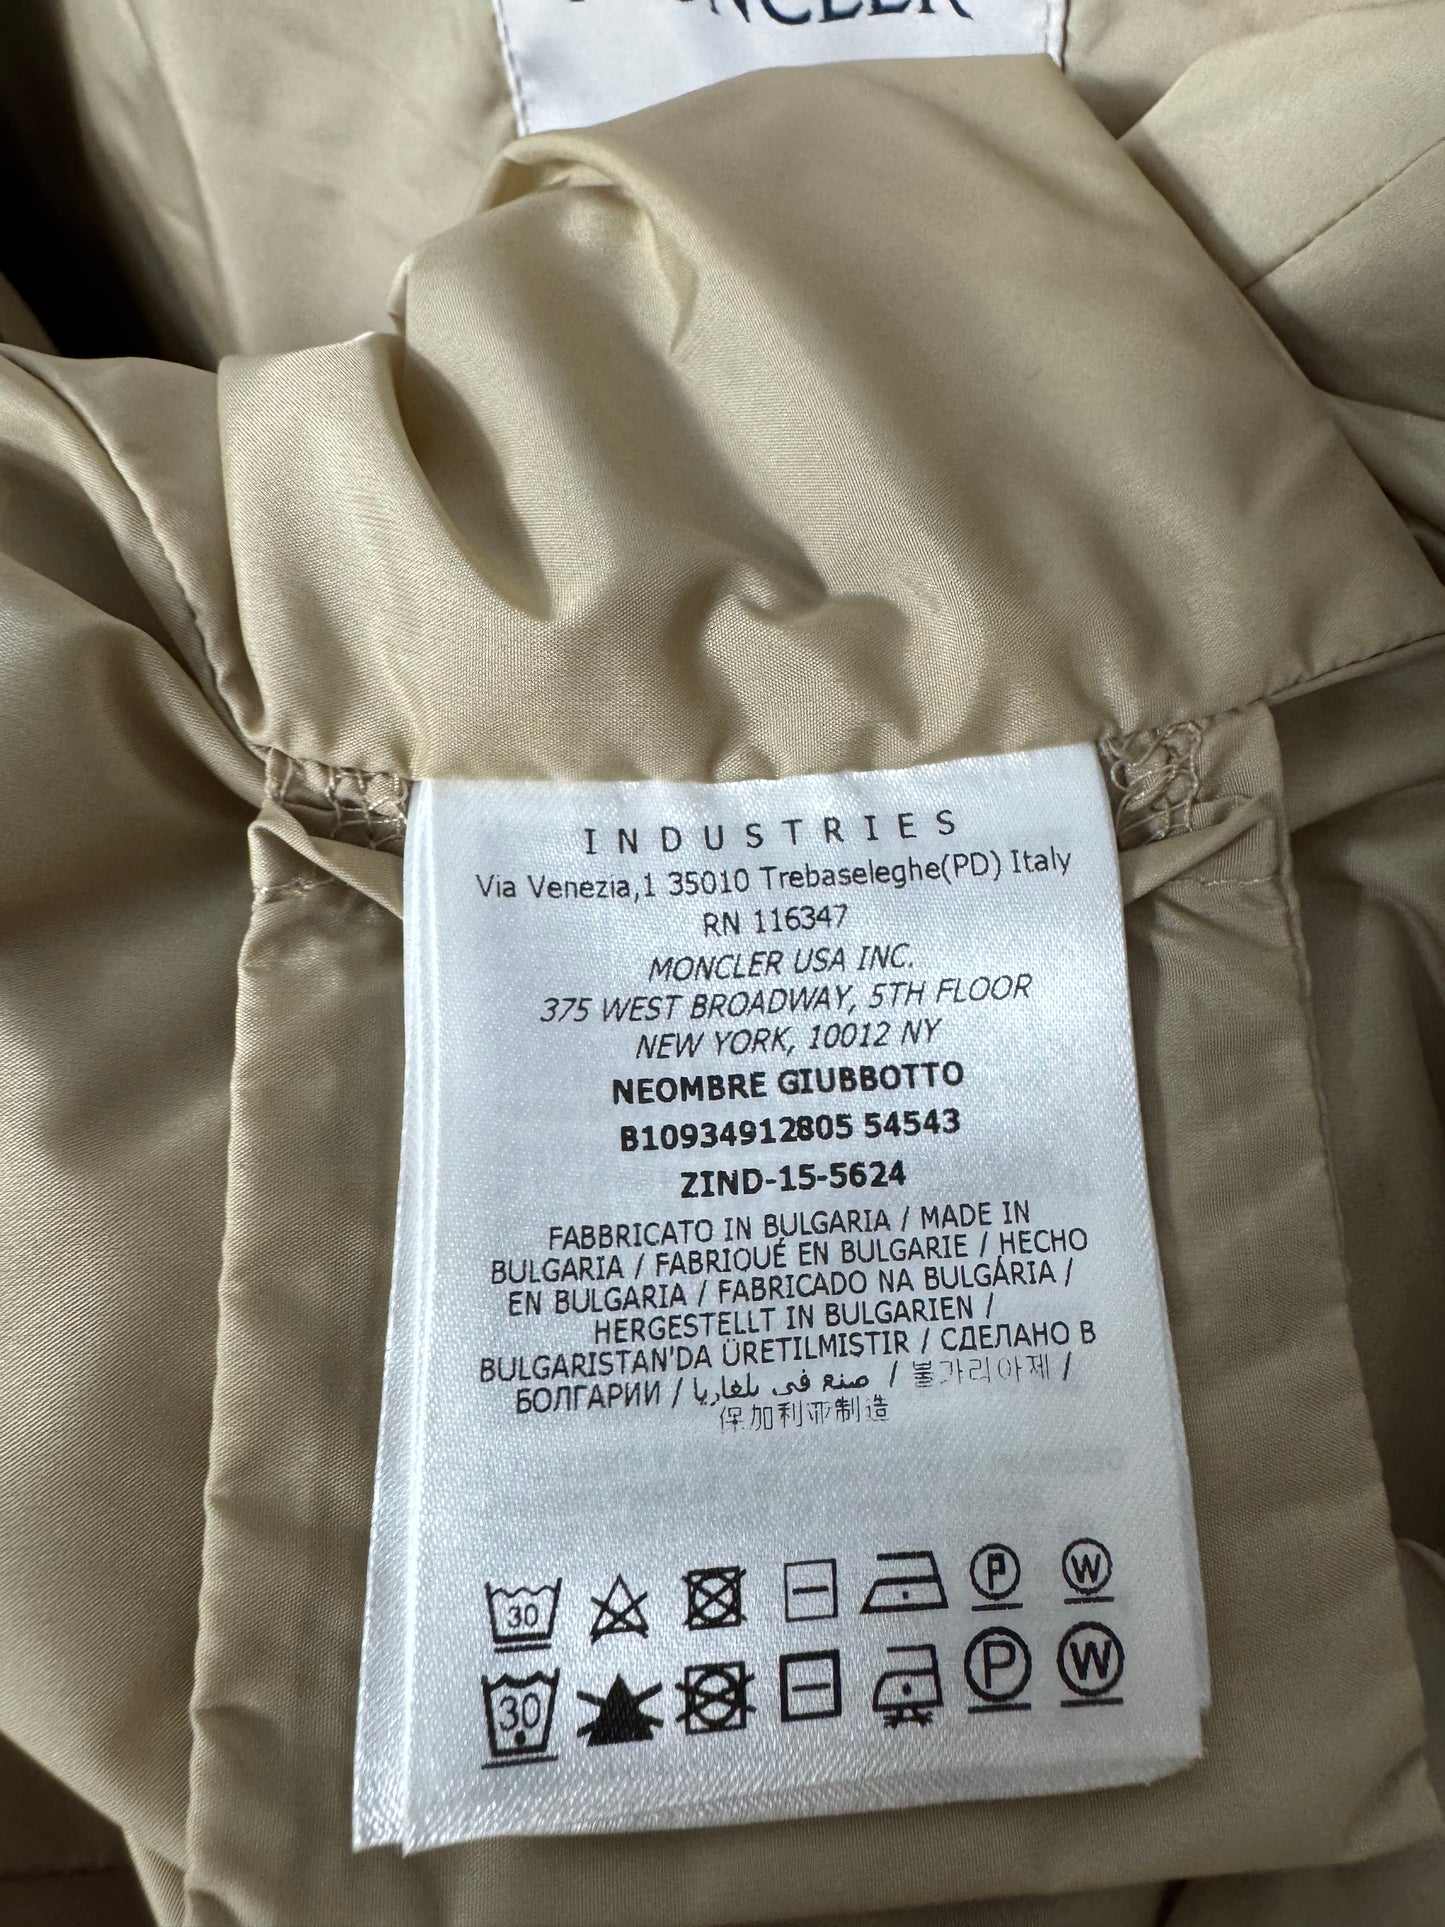 MONCLER
INDUSTRIES
Via Venezia,1 35010 Trebaseleghe(PD) Italy
RN 116347
MONCLER USA INC.
375 WEST BROADWAY, 5TH FLOOR
NEW YORK, 10012 NY
NEOMBRE GIUBBOTTO
B10934912805 54543
ZIND-15-5624
FABBRICATO IN BULGARIA / MADE IN
BULGARIA / FABRIQUÉ EN BULGARIE / HECHO
EN BULGARIA / FABRICADO NA BULGÁRIA /
HERGESTELLT IN BULGARIEN /
BULGARISTAN'DA ÜRETILMIŞTIR / СДЕЛАНО В
БОЛГАРИИ / صنع في بلغاريا / 불가리아제 /
保加利亚制造
30 P W
30 P W